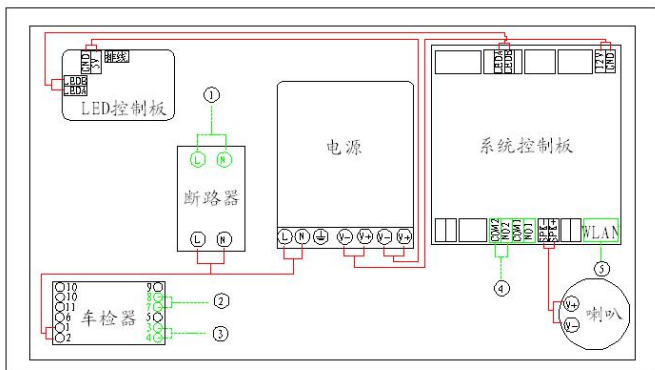 GND
5V
排线
LEDB
LEDA
LED控制板
LEDA
LEDB
12V
GND
系统控制板
COM2
NO2
COM1
NO1
SPK-
SPK+
WLAN
①
L N
断路器
L N
电源
L N V- V+ V- V+
10 9
10 8
11 7
6 5
1 3
2 4
车检器
②
③
④
⑤
V+
V-
喇叭